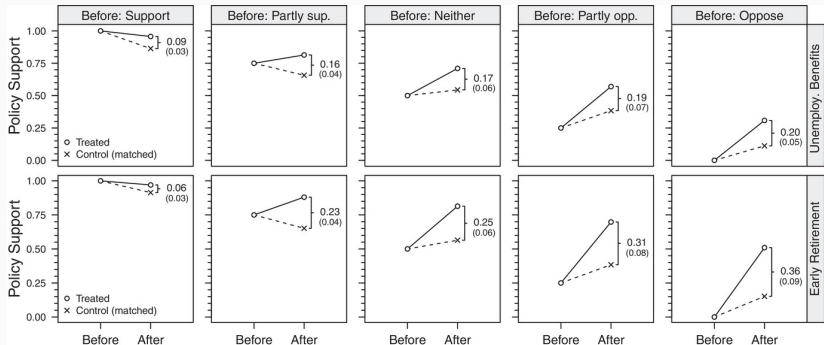 Before: Support
Before: Partly sup.
Before: Neither
Before: Partly opp.
Before: Oppose
Policy Support
1.00
0.75
0.50
0.25
0.00
0.09
(0.03)
Treated
Control (matched)
0.16
(0.04)
0.17
(0.06)
0.19
(0.07)
0.20
(0.05)
Unemploy. Benefits
Policy Support
1.00
0.75
0.50
0.25
0.00
0.06
(0.03)
Treated
Control (matched)
0.23
(0.04)
0.25
(0.06)
0.31
(0.08)
0.36
(0.09)
Early Retirement
Before After
Before After
Before After
Before After
Before After